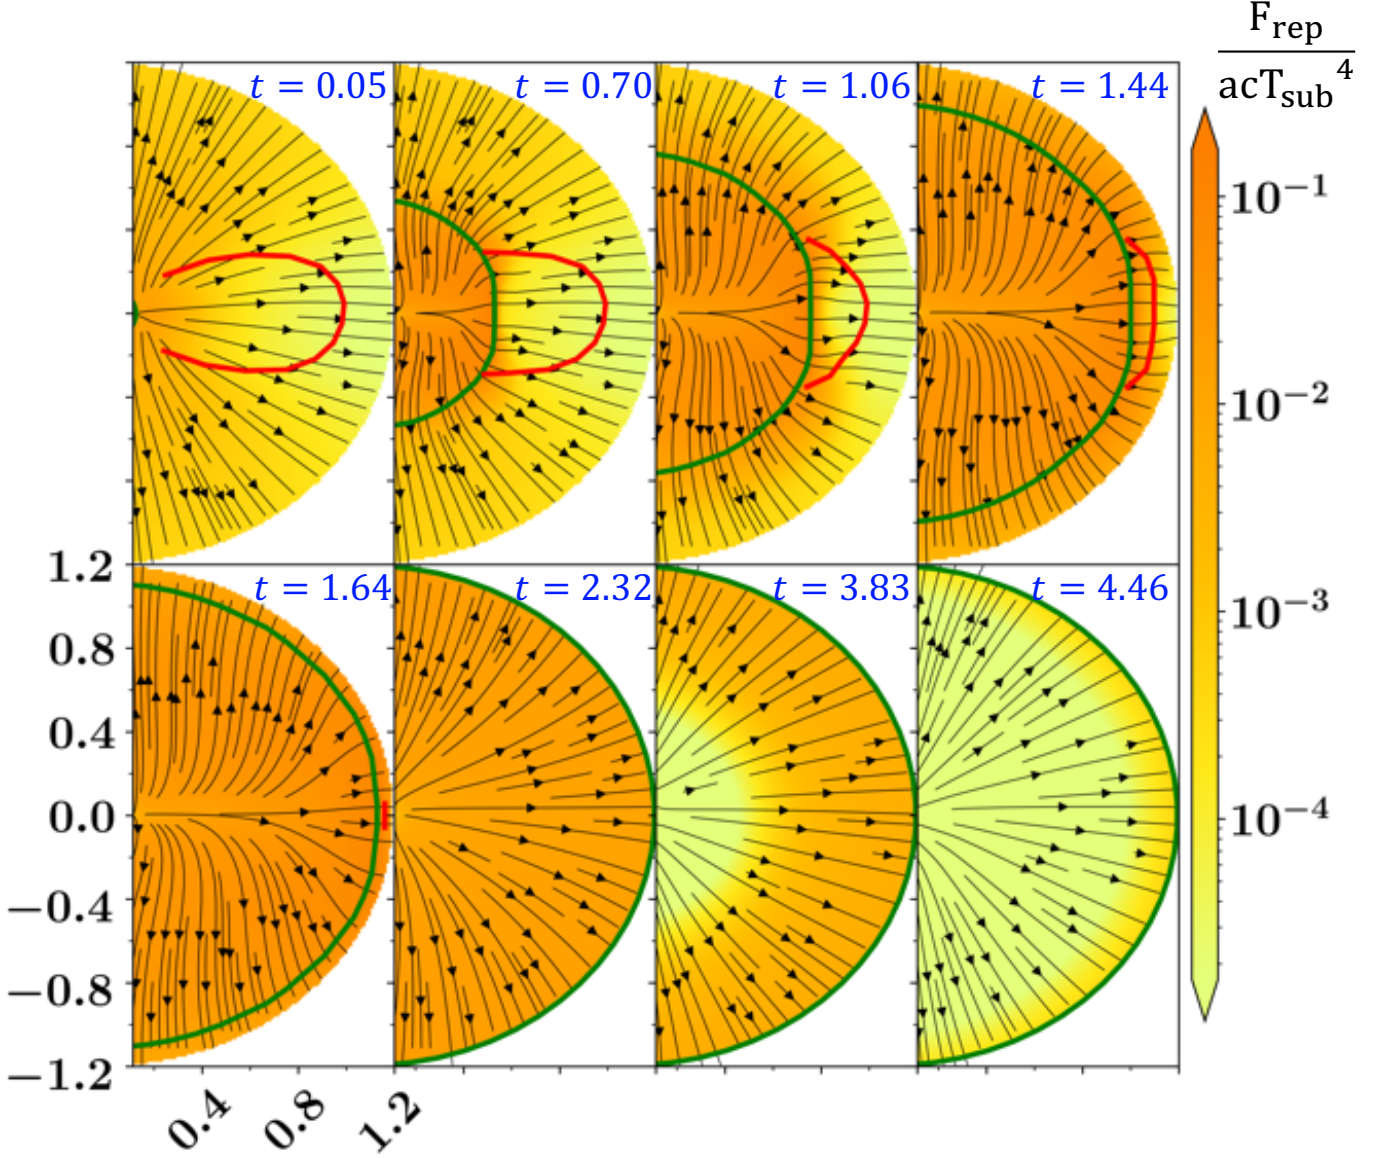 F_rep
acT_sub^4
t = 0.05
t = 0.70
t = 1.06
t = 1.44
10^−1
10^−2
10^−3
10^−4
t = 1.64
t = 2.32
t = 3.83
t = 4.46
1.2
0.8
0.4
0.0
−0.4
−0.8
−1.2
0.4
0.8
1.2